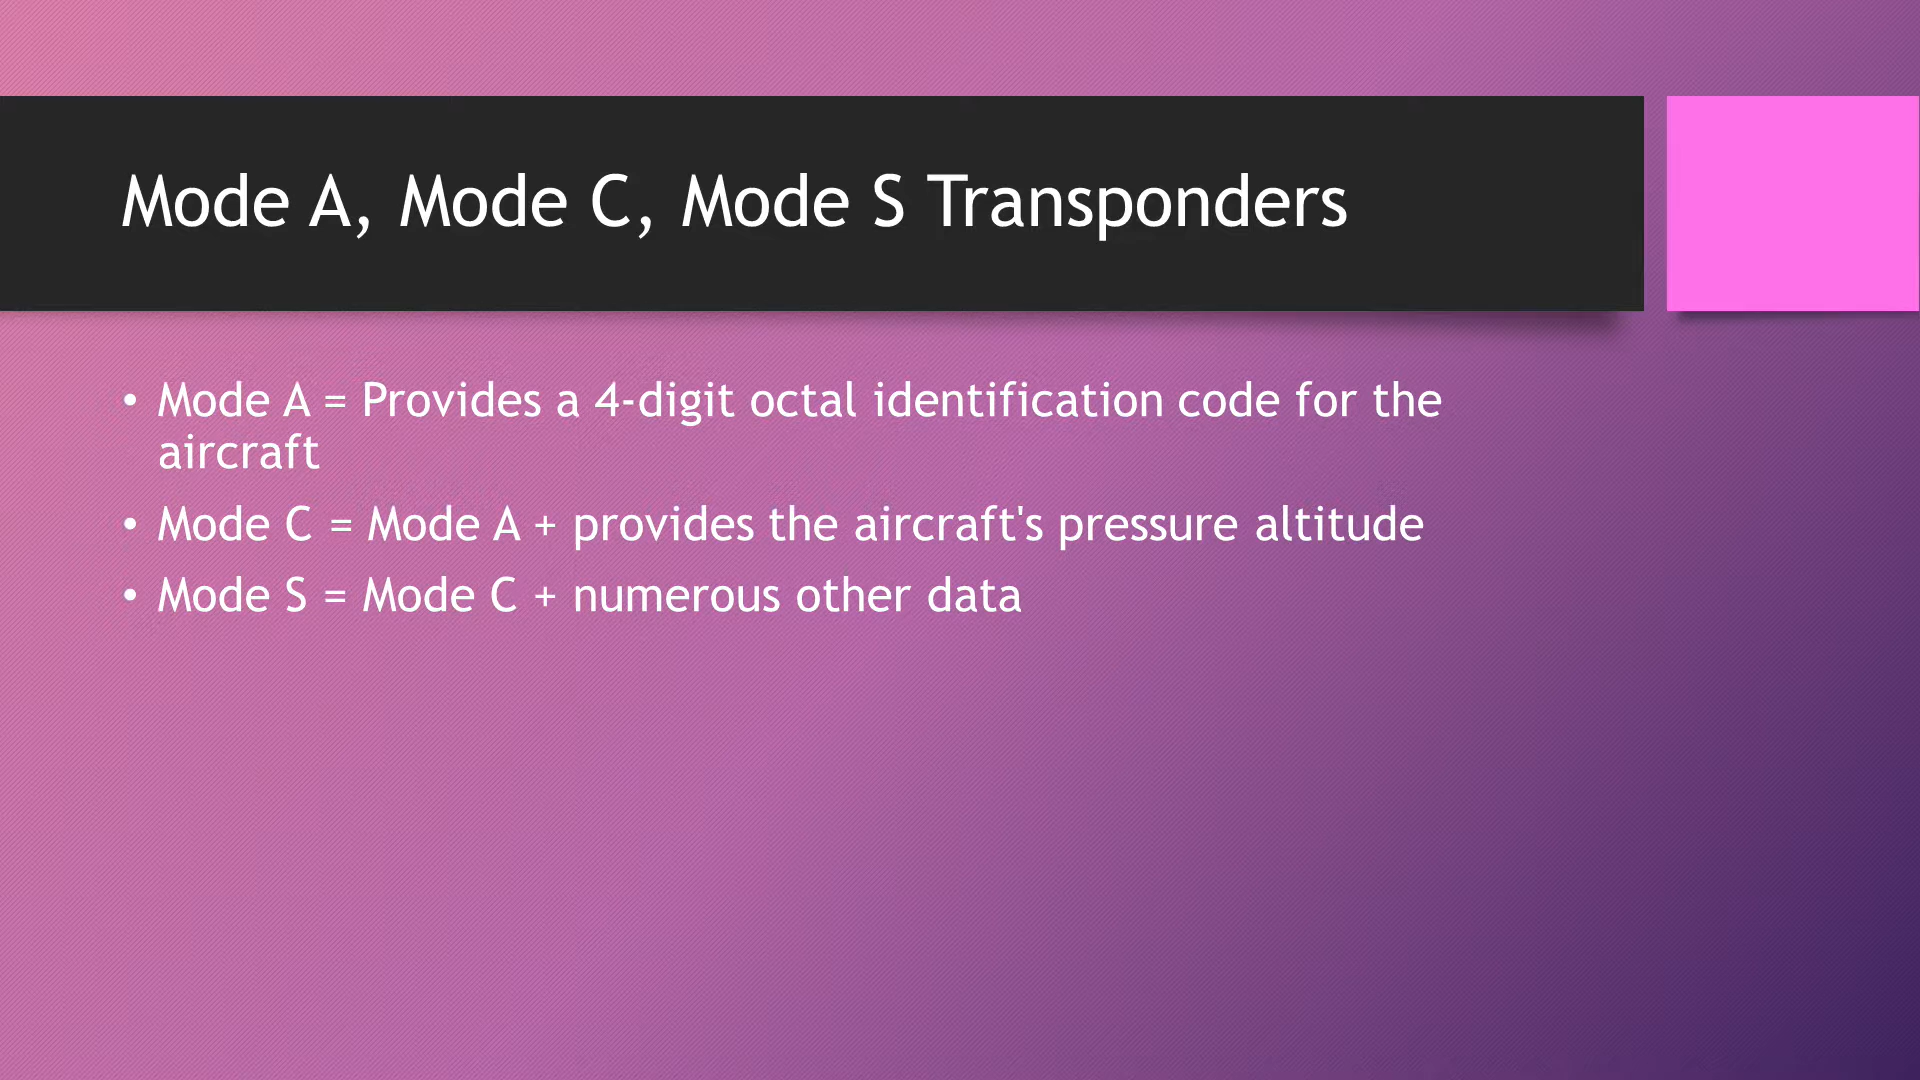 Mode A, Mode C, Mode S Transponders
• Mode A = Provides a 4-digit octal identification code for the
aircraft
• Mode C = Mode A + provides the aircraft's pressure altitude
• Mode S = Mode C + numerous other data